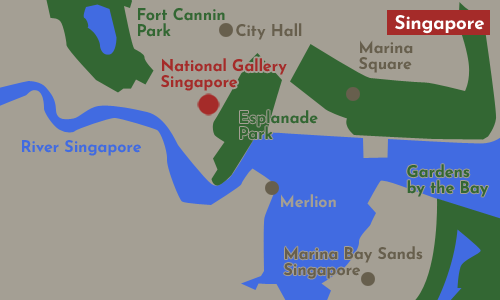 Fort Cannin
Park
City Hall
Singapore
Marina
Square
National Gallery
Singapore
Esplanade
Park
River Singapore
Gardens
by the Bay
Merlion
Marina Bay Sands
Singapore